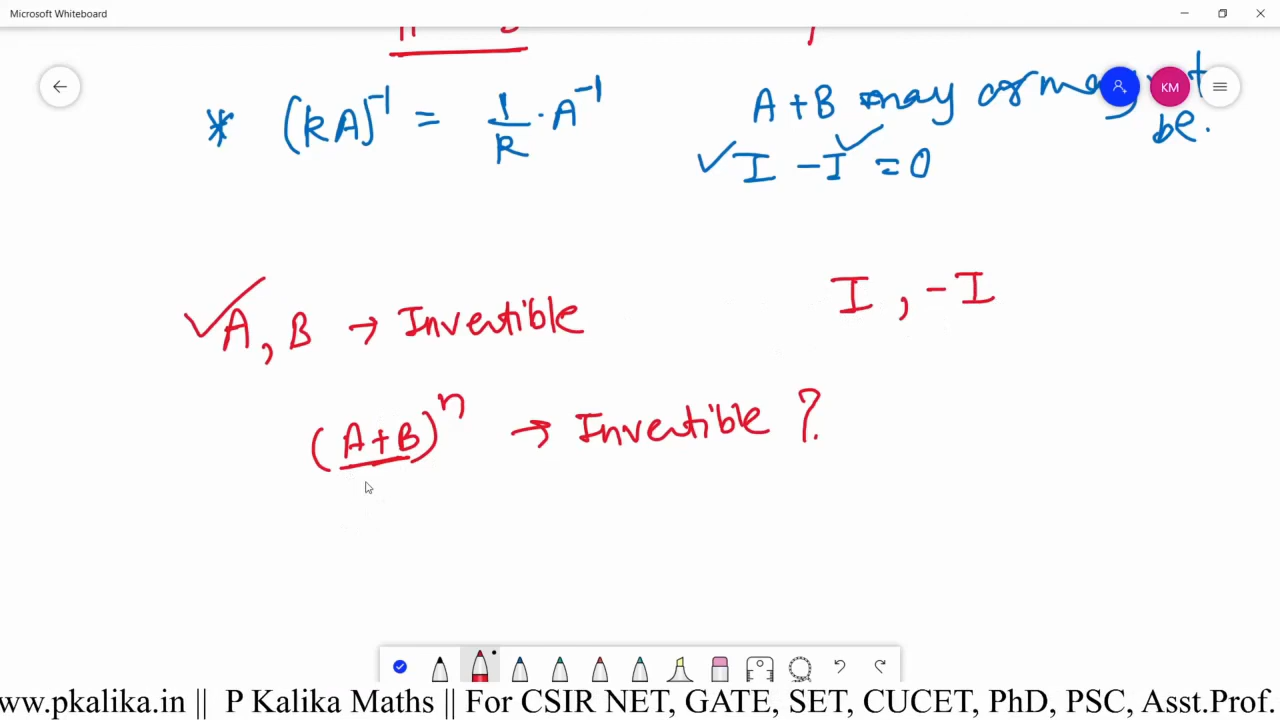 Microsoft Whiteboard
KM
* (kA)⁻¹ = 1/k · A⁻¹
A+B may or may
be.
✓I -I✓ = 0
✓A, B → Invertible
I, -I
(A+B)ⁿ → Invertible ?
www.pkalika.in || P Kalika Maths || For CSIR NET, GATE, SET, CUCET, PhD, PSC, Asst.Prof.